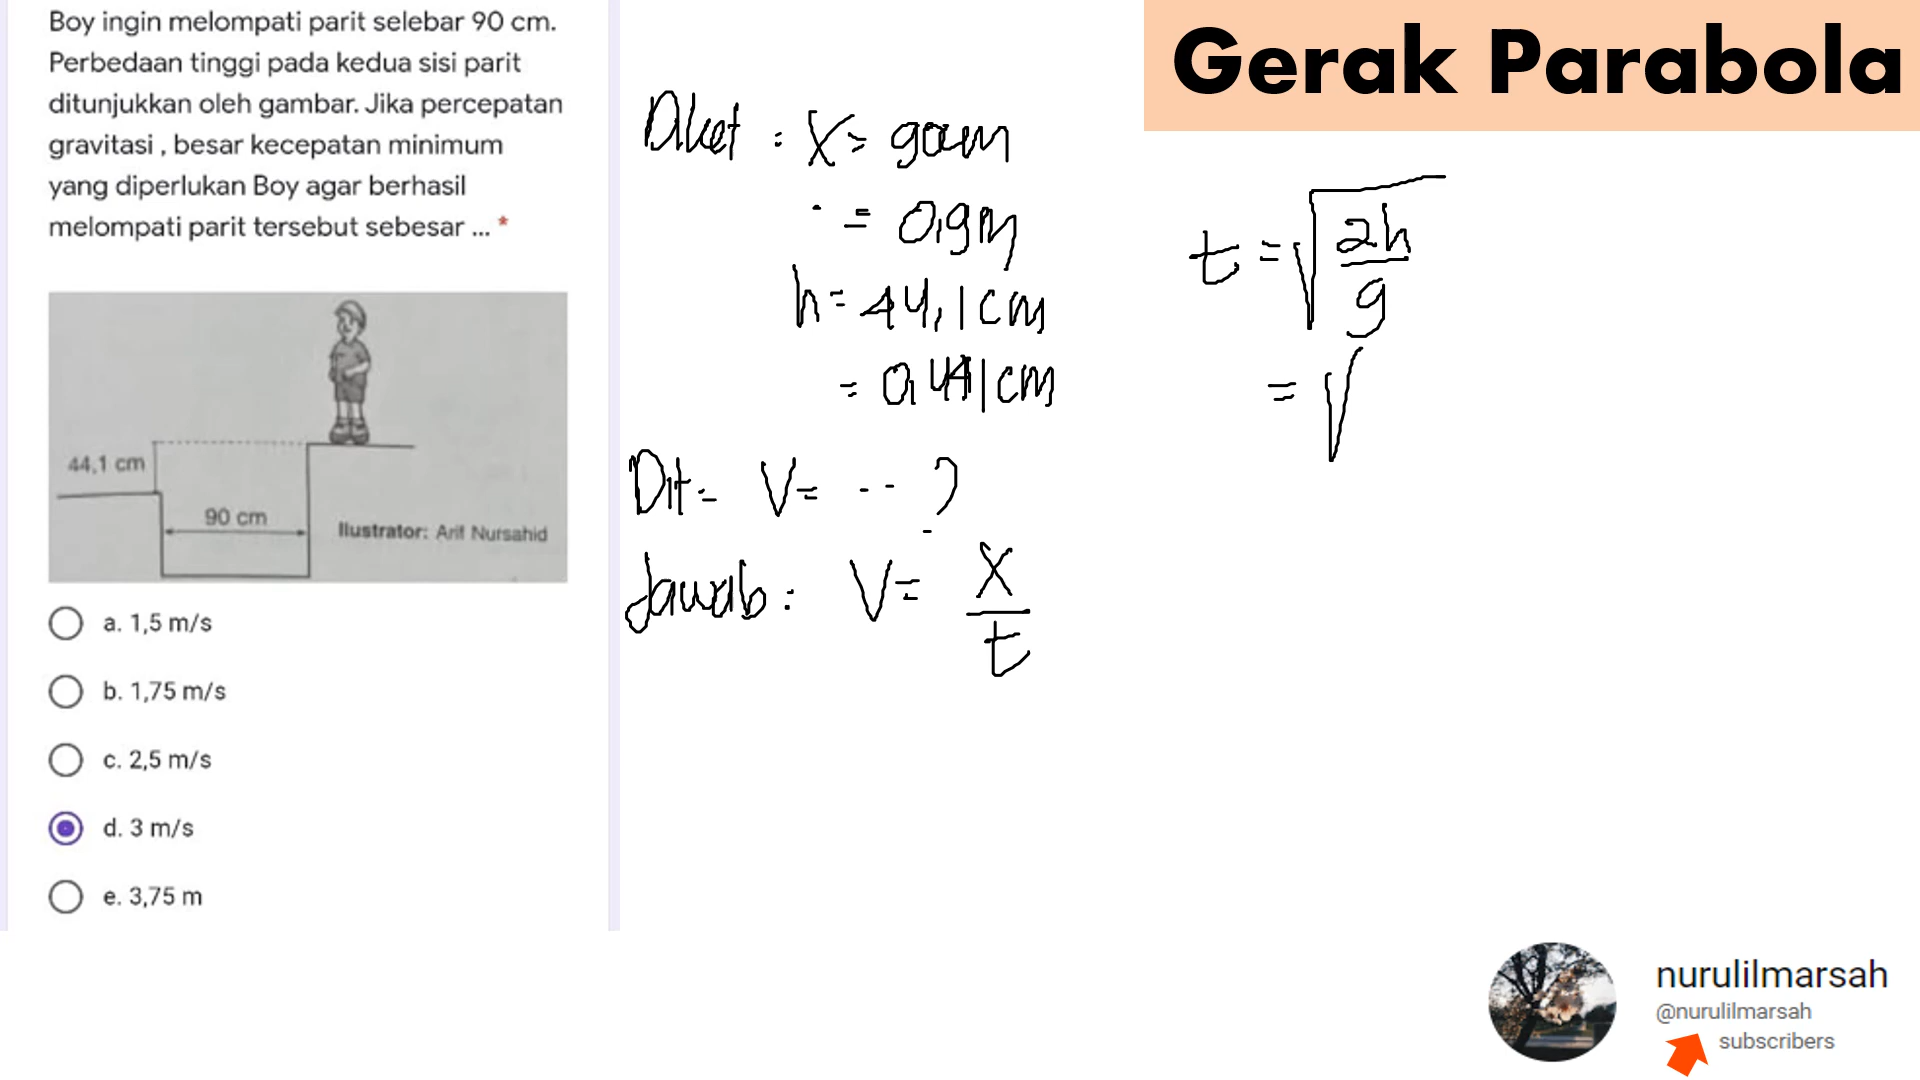 Boy ingin melompati parit selebar 90 cm.
Perbedaan tinggi pada kedua sisi parit
ditunjukkan oleh gambar. Jika percepatan
gravitasi , besar kecepatan minimum
yang diperlukan Boy agar berhasil
melompati parit tersebut sebesar ... *
44,1 cm
90 cm
Ilustrator: Arif Nursahid
a. 1,5 m/s
b. 1,75 m/s
c. 2,5 m/s
d. 3 m/s
e. 3,75 m
Diket : X = 90cm
= 0,9m
h = 44,1 cm
= 0,441 cm
Dit = V = -- ?
Jawab : V = X
t
Gerak Parabola
t = √2h
g
= √
nurulilmarsah
@nurulilmarsah
subscribers